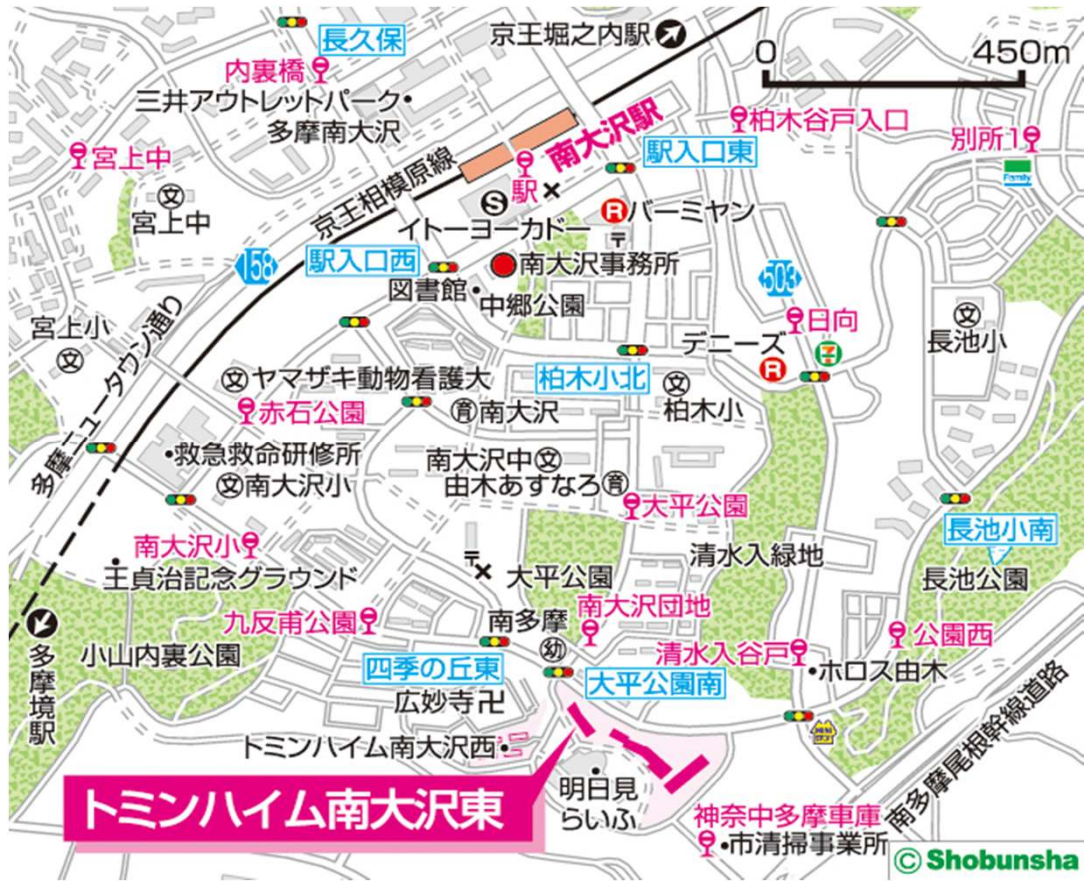 長久保
京王堀之内駅
0 450m
内裏橋
三井アウトレットパーク
多摩南大沢
宮上中
宮上中
京王相模原線
南大沢駅
駅
駅入口東
柏木谷戸入口
別所1
Family
S
イトーヨーカドー
R バーミヤン
〒
158
駅入口西
南大沢事務所
図書館
中郷公園
503
宮上小
文
多摩ニュータウン通り
日向
デニーズ
R
7
文
長池小
文ヤマザキ動物看護大
赤石公園
育南大沢
柏木小北
文
柏木小
救急救命研修所
文南大沢小
南大沢中文
由木あすなろ育
大平公園
長池小南
南大沢小
王貞治記念グラウンド
〒
大平公園
清水入緑地
長池公園
九反甫公園
南多摩
幼
南大沢団地
公園西
多摩境駅
小山内裏公園
四季の丘東
清水入谷戸
ホロス由木
広妙寺卍
大平公園南
トミンハイム南大沢西
南多摩尾根幹線道路
トミンハイム南大沢東
明日見
らいふ
神奈中多摩車庫
市清掃事業所
© Shobunsha